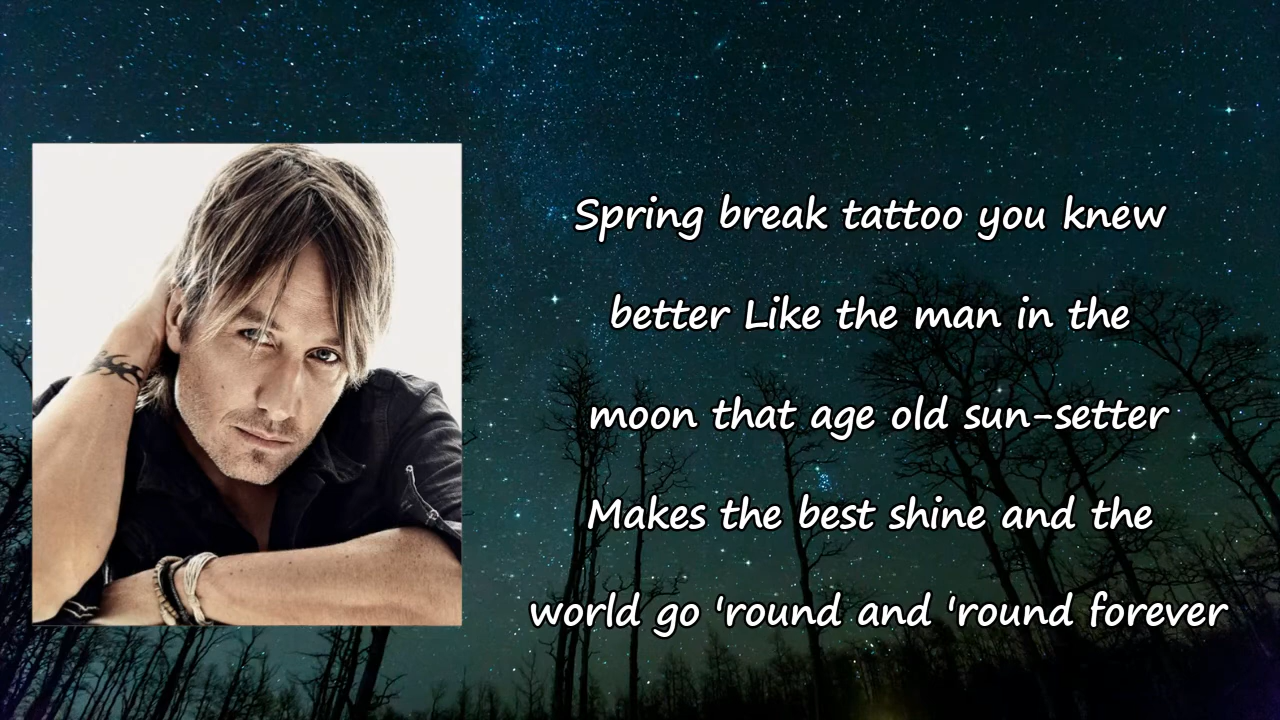 Spring break tattoo you knew
better Like the man in the
moon that age old sun-setter
Makes the best shine and the
world go 'round and 'round forever